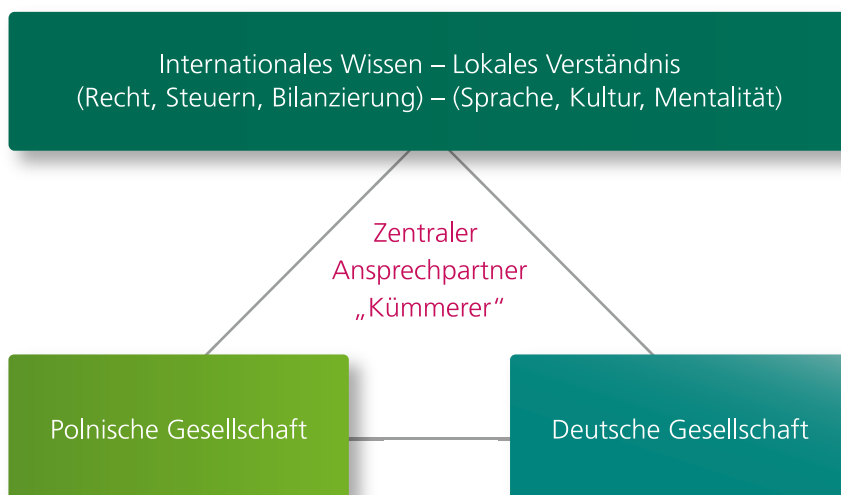 Internationales Wissen – Lokales Verständnis
(Recht, Steuern, Bilanzierung) – (Sprache, Kultur, Mentalität)
Zentraler
Ansprechpartner
„Kümmerer“
Polnische Gesellschaft
Deutsche Gesellschaft